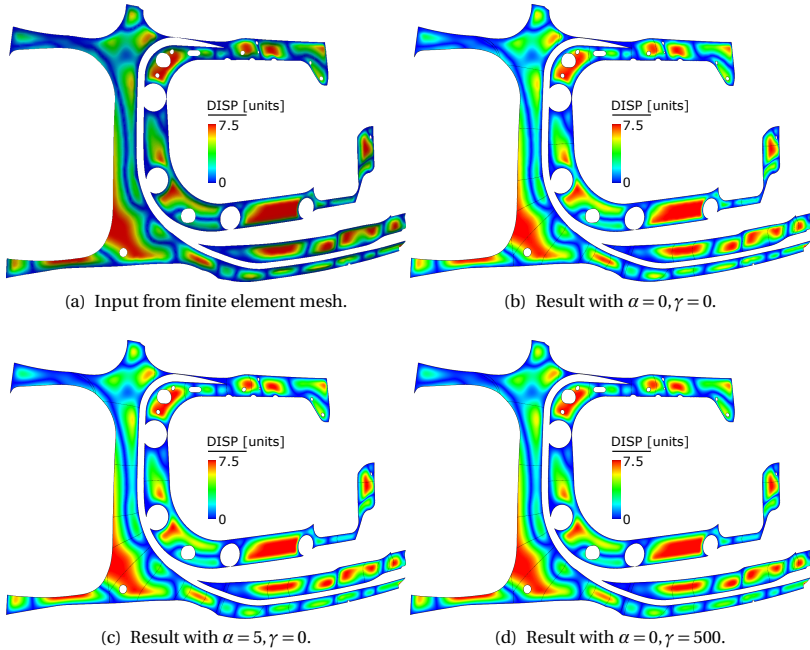 DISP [units]
7.5
0
DISP [units]
7.5
0
(a) Input from finite element mesh.
(b) Result with α = 0, γ = 0.
DISP [units]
7.5
0
DISP [units]
7.5
0
(c) Result with α = 5, γ = 0.
(d) Result with α = 0, γ = 500.